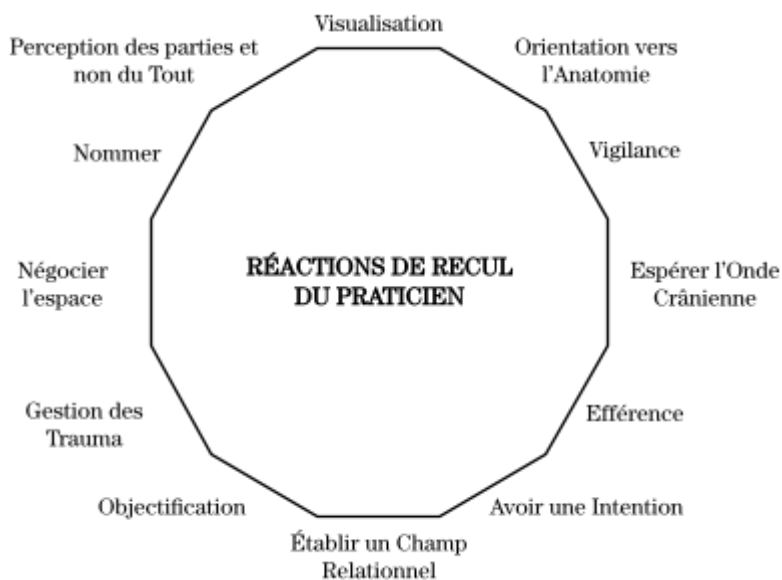 Visualisation
Perception des parties et
non du Tout
Orientation vers
l'Anatomie
Nommer
Vigilance
Négocier
l'espace
RÉACTIONS DE RECUL
DU PRATICIEN
Espérer l'Onde
Crânienne
Gestion des
Trauma
Efférence
Objectification
Avoir une Intention
Établir un Champ
Relationnel